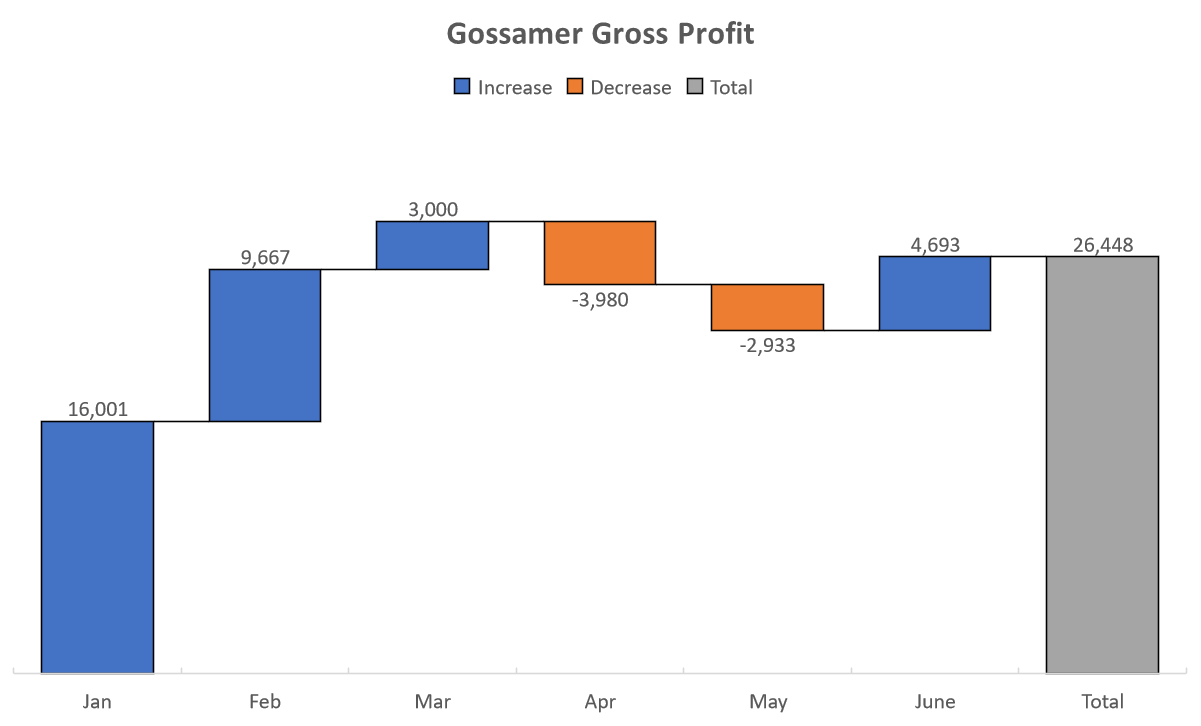 Gossamer Gross Profit
Increase Decrease Total
3,000
9,667
4,693 26,448
-3,980
-2,933
16,001
Jan Feb Mar Apr May June Total